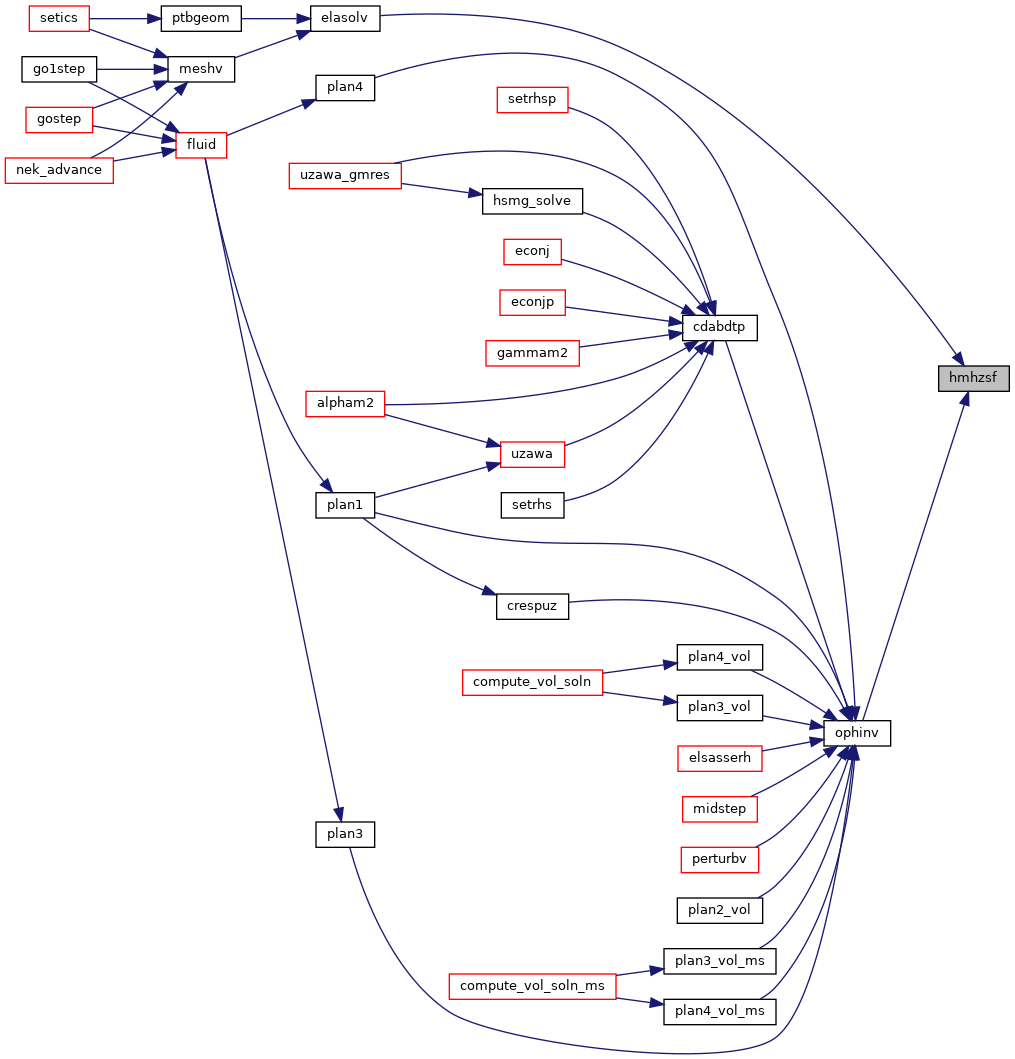 setics
ptbgeom
elasolv
go1step
meshv
plan4
setrhsp
gostep
fluid
nek_advance
uzawa_gmres
hsmg_solve
econj
econjp
cdabdtp
gammam2
hmhzsf
alpham2
uzawa
plan1
setrhs
crespuz
plan4_vol
compute_vol_soln
plan3_vol
ophinv
elsasserh
midstep
plan3
perturbv
plan2_vol
plan3_vol_ms
compute_vol_soln_ms
plan4_vol_ms